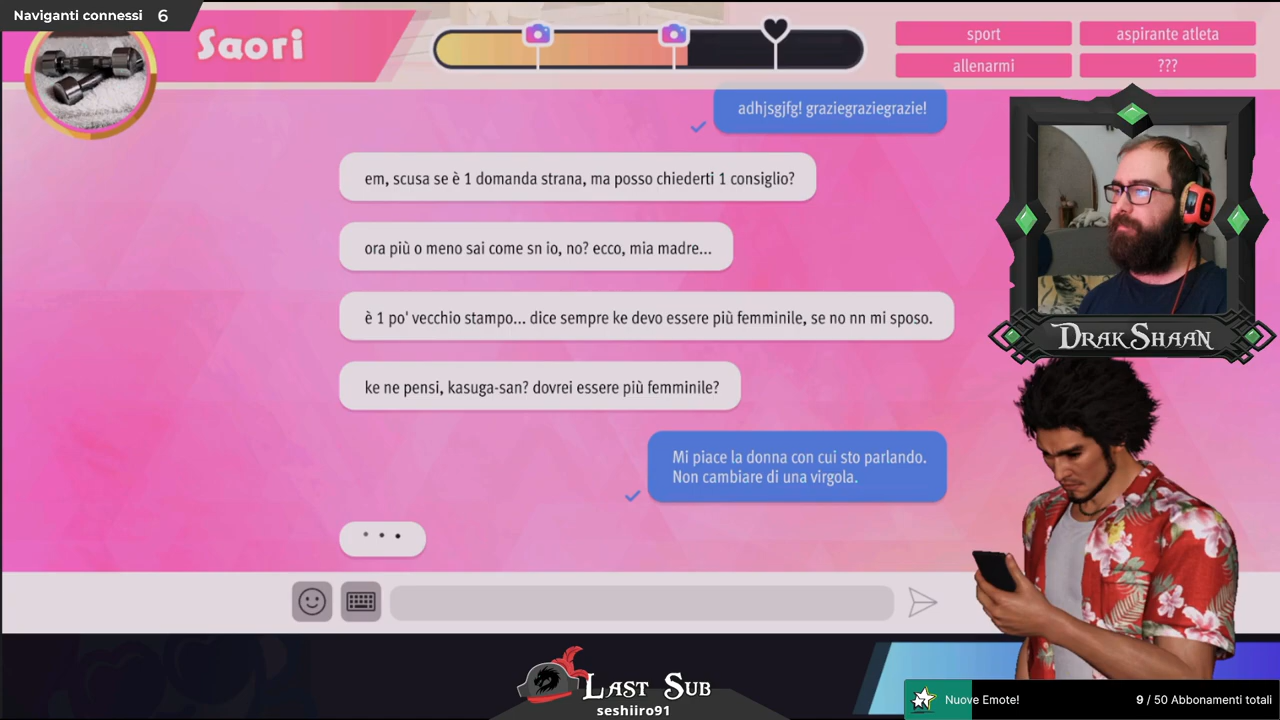 Naviganti connessi 6
Saori
sport
aspirante atleta
allenarmi
???
adhjsgjfg! graziegraziegrazie!
em, scusa se è 1 domanda strana, ma posso chiederti 1 consiglio?
ora più o meno sai come sn io, no? ecco, mia madre...
è 1 po' vecchio stampo... dice sempre ke devo essere più femminile, se no nn mi sposo.
ke ne pensi, kasuga-san? dovrei essere più femminile?
Mi piace la donna con cui sto parlando.
Non cambiare di una virgola.
DrakShaan
Last Sub
seshiiro91
Nuove Emote!
9 / 50 Abbonamenti totali